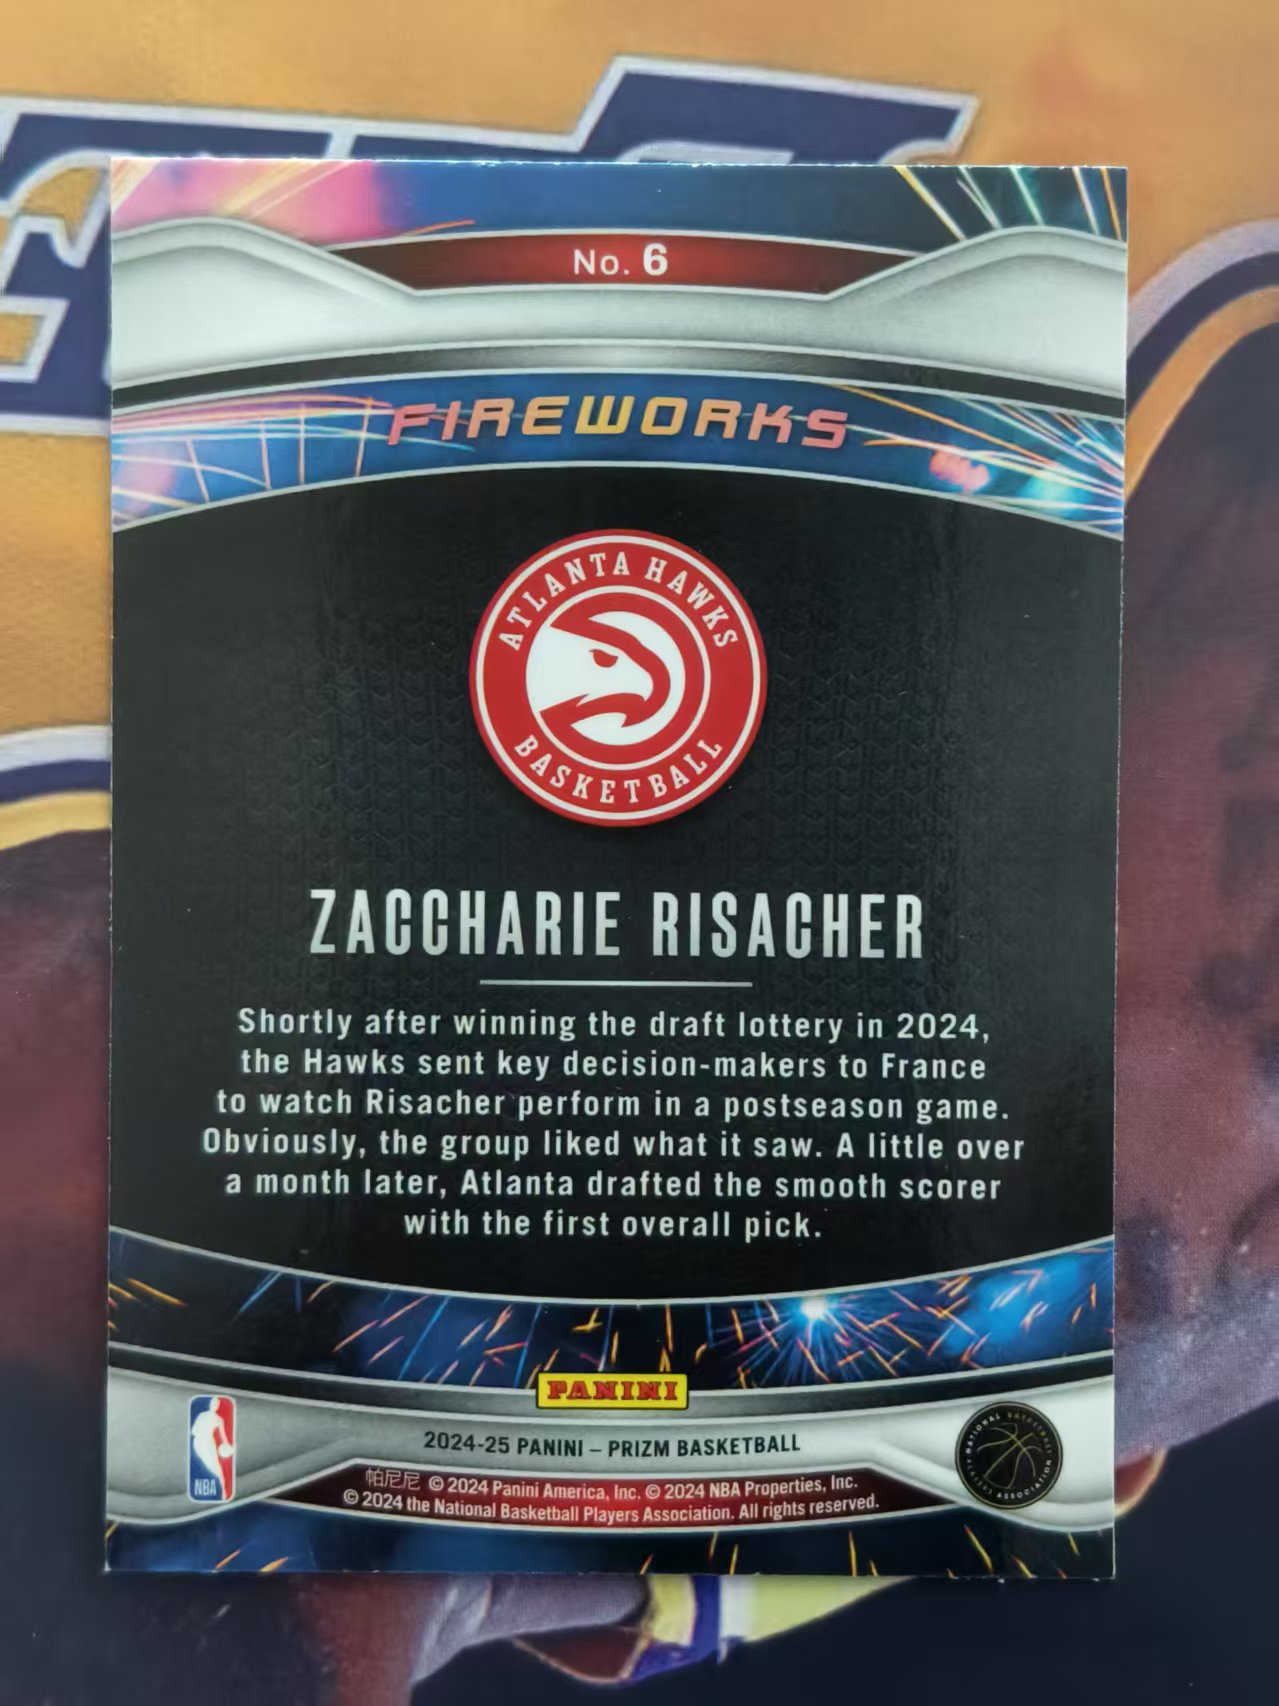 No. 6
FIREWORKS
ATLANTA HAWKS
BASKETBALL
ZACCHARIE RISACHER
Shortly after winning the draft lottery in 2024,
the Hawks sent key decision-makers to France
to watch Risacher perform in a postseason game.
Obviously, the group liked what it saw. A little over
a month later, Atlanta drafted the smooth scorer
with the first overall pick.
PANINI
2024-25 PANINI – PRIZM BASKETBALL
帕尼尼 © 2024 Panini America, Inc. © 2024 NBA Properties, Inc.
© 2024 the National Basketball Players Association. All rights reserved.
NBA
NATIONAL BASKETBALL
PLAYERS ASSOCIATION